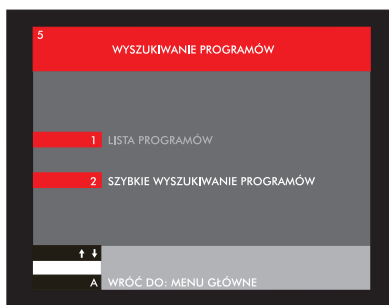 5
WYSZUKIWANIE PROGRAMÓW
1 LISTA PROGRAMÓW
2 SZYBKIE WYSZUKIWANIE PROGRAMÓW
↑ ↓
A WRÓĆ DO: MENU GŁÓWNE